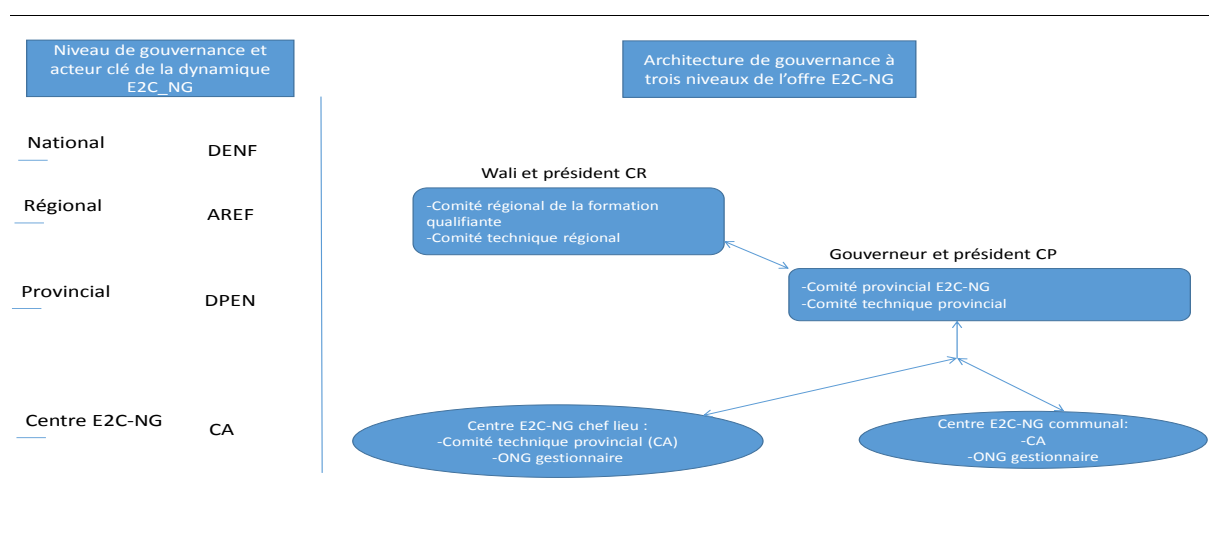 Niveau de gouvernance et
acteur clé de la dynamique
E2C_NG
Architecture de gouvernance à
trois niveaux de l’offre E2C-NG
National
DENF
Régional
AREF
Provincial
DPEN
Centre E2C-NG
CA
Wali et président CR
-Comité régional de la formation
qualifiante
-Comité technique régional
Gouverneur et président CP
-Comité provincial E2C-NG
-Comité technique provincial
Centre E2C-NG chef lieu :
-Comité technique provincial (CA)
-ONG gestionnaire
Centre E2C-NG communal:
-CA
-ONG gestionnaire